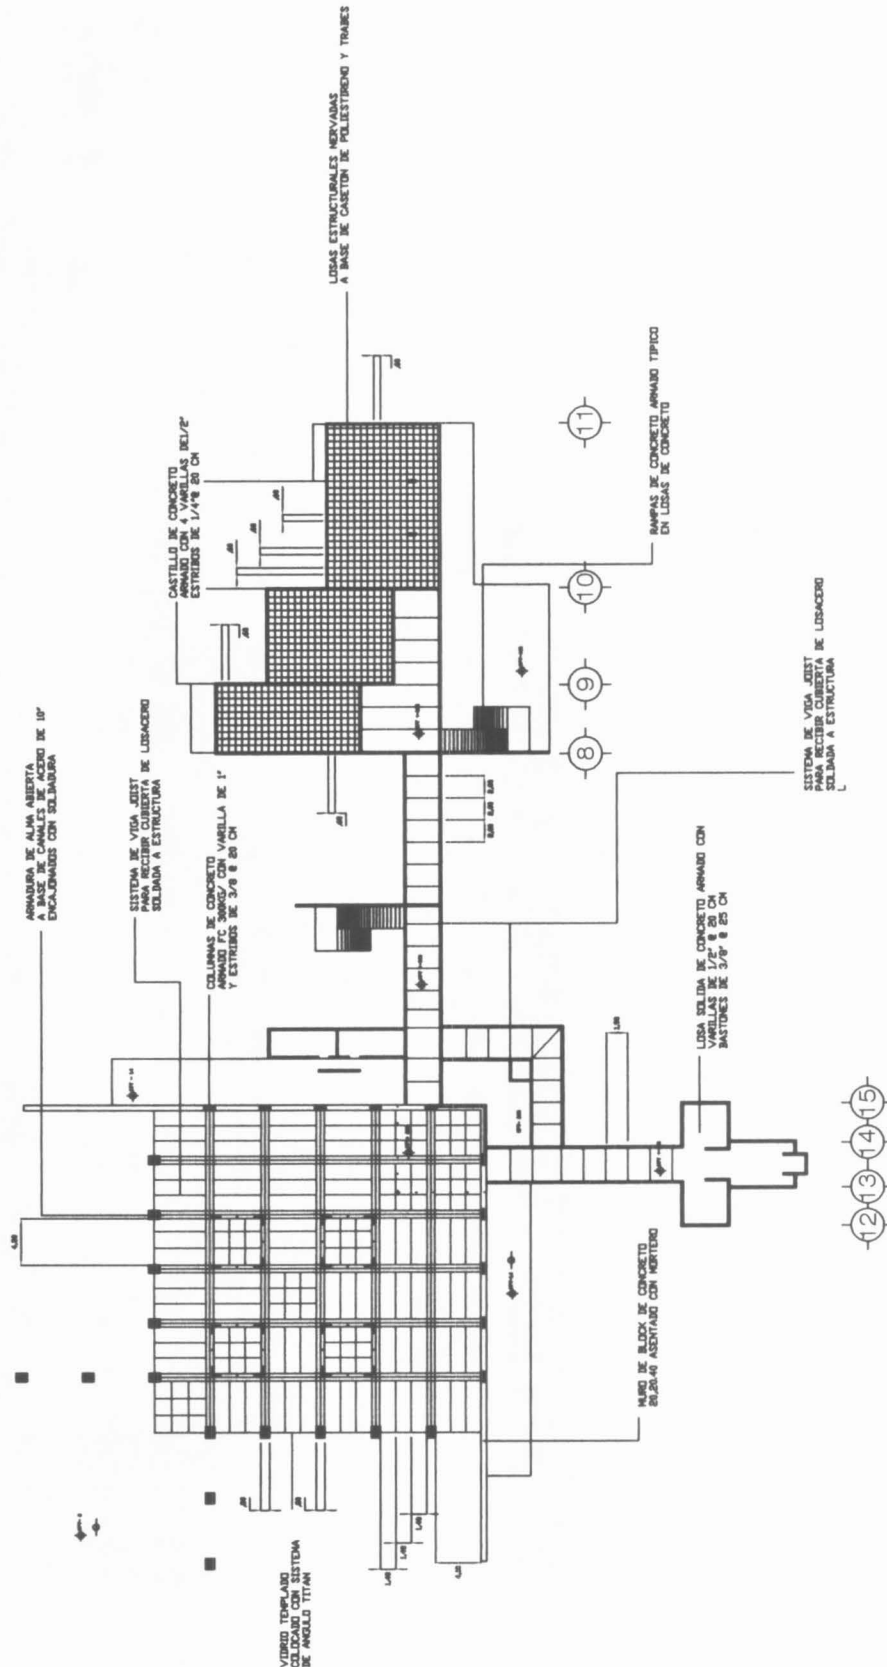 LOSAS ESTRUCTURALES NERVADAS
A BASE DE CASETON DE POLIESTIRENO Y TRABES
CASTILLO DE CONCRETO
ARMADO CON 4 VARILLAS DE1/2"
ESTRIBOS DE 1/4"@ 20 CM
ARMADURA DE ALMA ABIERTA
A BASE DE CANALES DE ACERO DE 10"
ENCAJONADOS CON SOLDADURA
SISTEMA DE VIGA JOIST
PARA RECIBIR CUBIERTA DE LOSACERO
SOLDADA A ESTRUCTURA
COLUMNAS DE CONCRETO
ARMADO FC 300KG/ CON VARILLA DE 1"
Y ESTRIBOS DE 3/8 @ 20 CM
VIDRIO TEMPLADO
COLOCADO CON SISTEMA
DE ANGULO TITAN
RAMPAS DE CONCRETO ARMADO TIPICO
EN LOSAS DE CONCRETO
SISTEMA DE VIGA JOIST
PARA RECIBIR CUBIERTA DE LOSACERO
SOLDADA A ESTRUCTURA
L
LOSA SOLIDA DE CONCRETO ARMADO CON
VARILLAS DE 1/2" @ 20 CM
BASTONES DE 3/8" @ 25 CM
MURO DE BLOCK DE CONCRETO
20,20,40 ASENTADO CON MORTERO
11
10
9
8
15
14
13
12